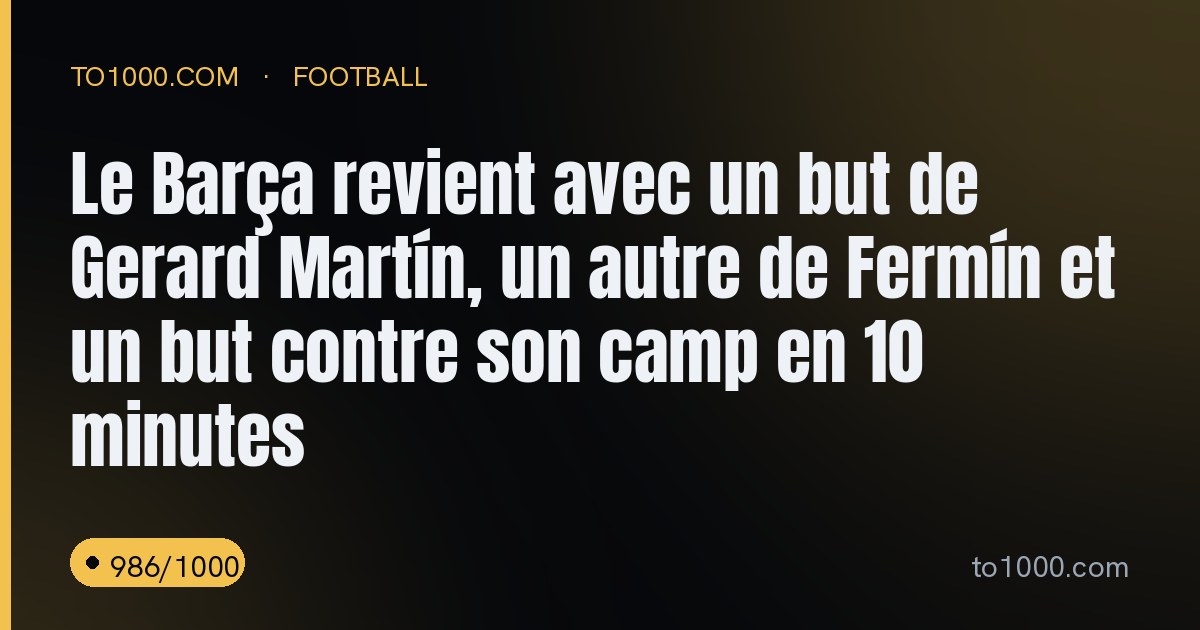 TO1000.COM · FOOTBALL
Le Barça revient avec un but de
Gerard Martín, un autre de Fermín et
un but contre son camp en 10
minutes
986/1000
to1000.com